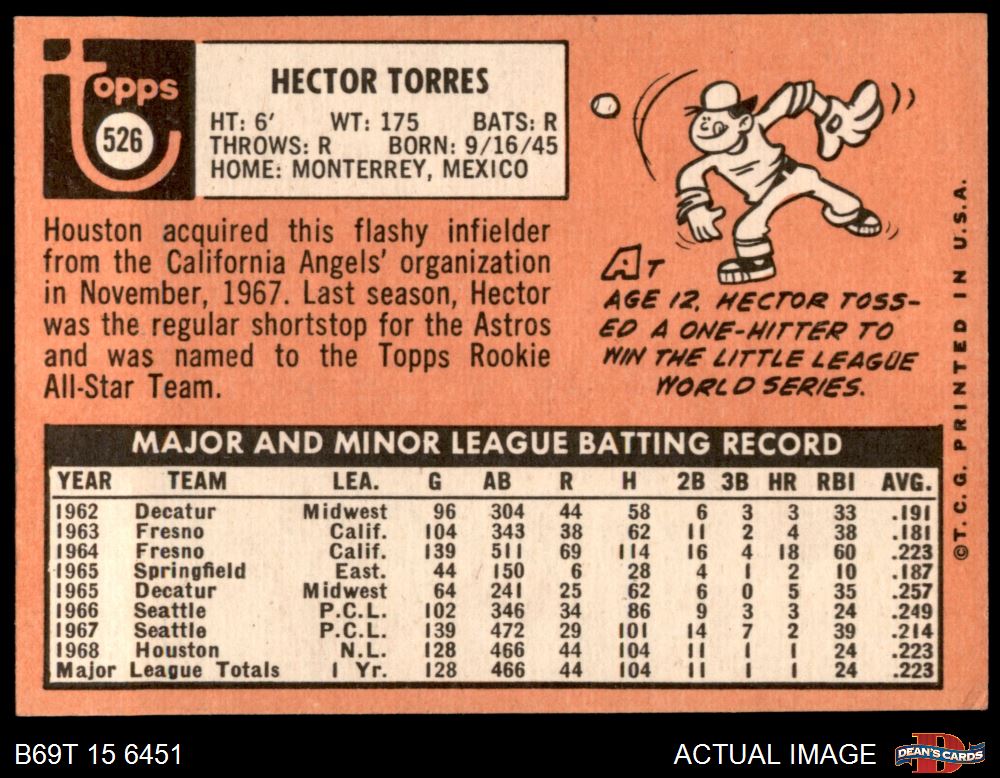 Topps
526
HECTOR TORRES
HT: 6' WT: 175 BATS: R
THROWS: R BORN: 9/16/45
HOME: MONTERREY, MEXICO
Houston acquired this flashy infielder
from the California Angels' organization
in November, 1967. Last season, Hector
was the regular shortstop for the Astros
and was named to the Topps Rookie
All-Star Team.
AT
AGE 12, HECTOR TOSS-
ED A ONE-HITTER TO
WIN THE LITTLE LEAGUE
WORLD SERIES.
©T. C. G. PRINTED IN U.S.A.
MAJOR AND MINOR LEAGUE BATTING RECORD
YEAR TEAM LEA. G AB R H 2B 3B HR RBI AVG.
1962 Decatur Midwest 96 304 44 58 6 3 3 33 .191
1963 Fresno Calif. 104 343 38 62 11 2 4 38 .181
1964 Fresno Calif. 139 511 69 114 16 4 18 60 .223
1965 Springfield East. 44 150 6 28 4 1 2 10 .187
1965 Decatur Midwest 64 241 25 62 6 0 5 35 .257
1966 Seattle P.C.L. 102 346 34 86 9 3 3 24 .249
1967 Seattle P.C.L. 139 472 29 101 14 7 2 39 .214
1968 Houston N.L. 128 466 44 104 11 1 1 24 .223
Major League Totals 1 Yr. 128 466 44 104 11 1 1 24 .223
B69T 15 6451
ACTUAL IMAGE
DEAN'S CARDS